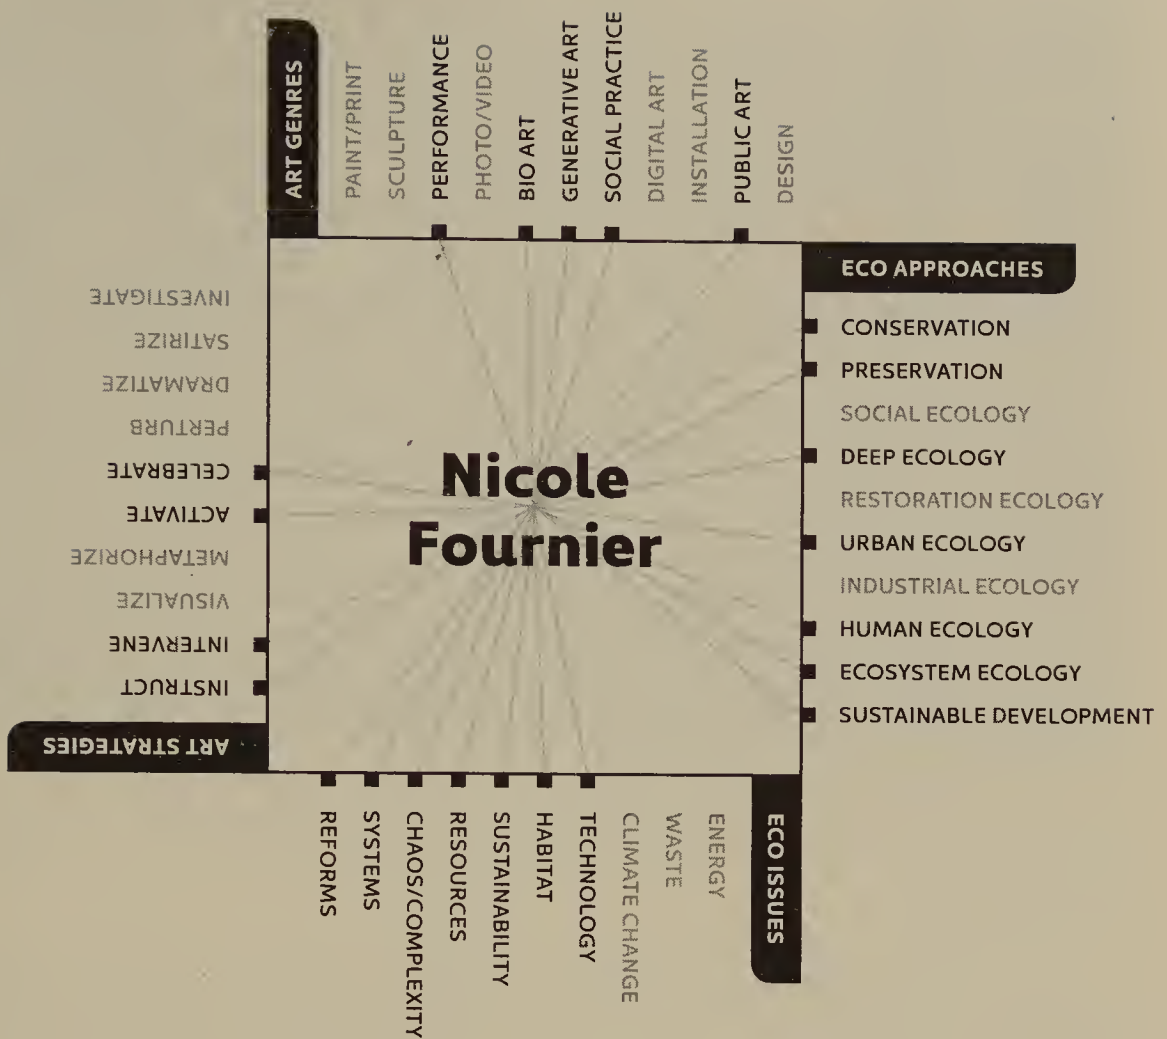 ART GENRES
PAINT/PRINT
SCULPTURE
PERFORMANCE
PHOTO/VIDEO
BIO ART
GENERATIVE ART
SOCIAL PRACTICE
DIGITAL ART
INSTALLATION
PUBLIC ART
DESIGN
ECO APPROACHES
CONSERVATION
PRESERVATION
SOCIAL ECOLOGY
DEEP ECOLOGY
RESTORATION ECOLOGY
URBAN ECOLOGY
INDUSTRIAL ECOLOGY
HUMAN ECOLOGY
ECOSYSTEM ECOLOGY
SUSTAINABLE DEVELOPMENT
ECO ISSUES
ENERGY
WASTE
CLIMATE CHANGE
TECHNOLOGY
HABITAT
SUSTAINABILITY
RESOURCES
CHAOS/COMPLEXITY
SYSTEMS
REFORMS
ART STRATEGIES
INSTRUCT
INTERVENE
VISUALIZE
METAPHORIZE
ACTIVATE
CELEBRATE
PERTURB
DRAMATIZE
SATIRIZE
INVESTIGATE
Nicole
Fournier